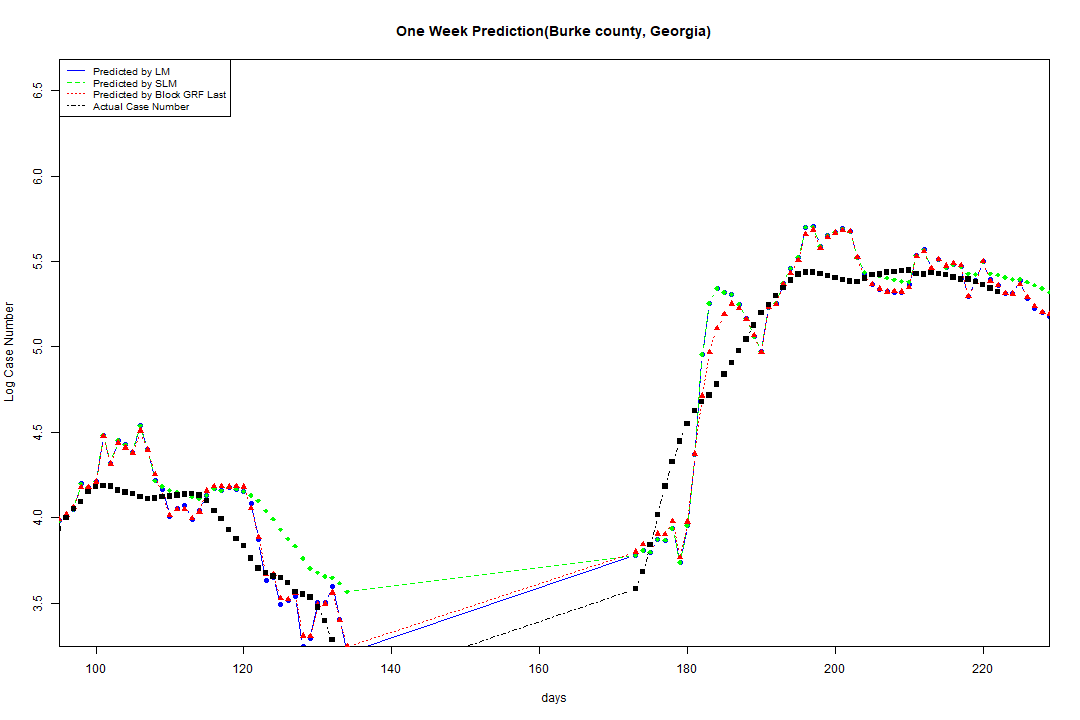 One Week Prediction(Burke county, Georgia)
Predicted by LM
Predicted by SLM
Predicted by Block GRF Last
Actual Case Number
6.5
6.0
5.5
5.0
4.5
4.0
3.5
Log Case Number
100 120 140 160 180 200 220
days